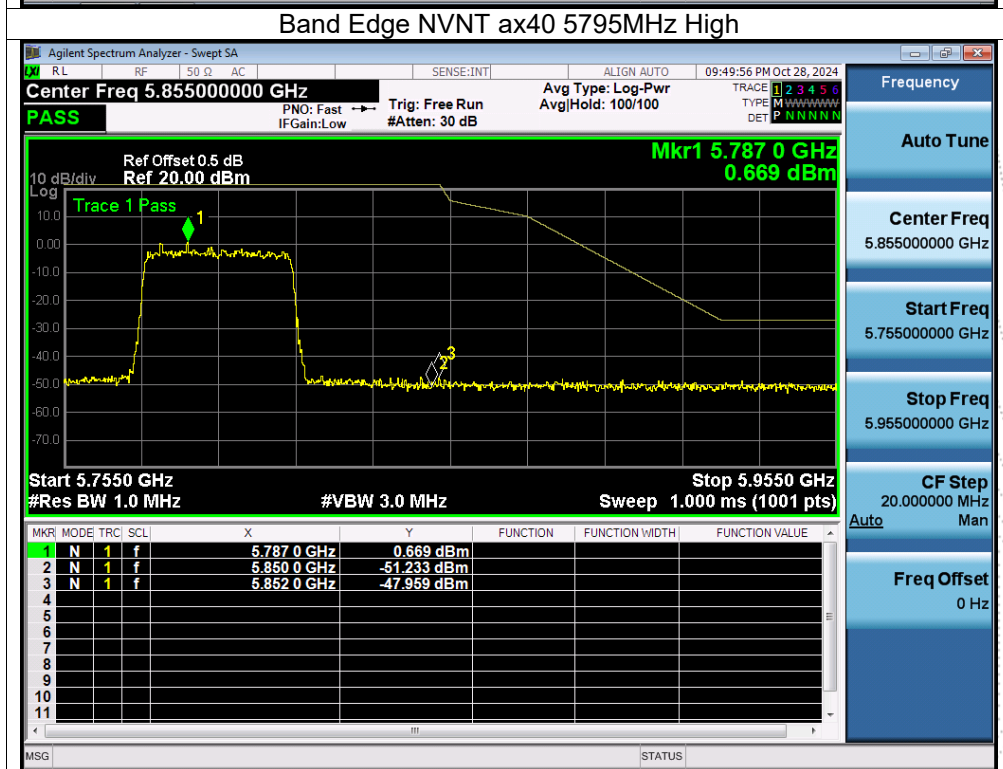 Band Edge NVNT ax40 5795MHz High
Agilent Spectrum Analyzer - Swept SA
LXI RL RF 50 Ω AC SENSE:INT ALIGN AUTO 09:49:56 PM Oct 28, 2024
Center Freq 5.855000000 GHz
PASS
PNO: Fast
IFGain:Low
Trig: Free Run
#Atten: 30 dB
Avg Type: Log-Pwr
Avg|Hold: 100/100
TRACE 1 2 3 4 5 6
TYPE M WWWWW
DET P N N N N N
Mkr1 5.787 0 GHz
0.669 dBm
Ref Offset 0.5 dB
10 dB/div Ref 20.00 dBm
Log
Trace 1 Pass
1
10.0
0.00
-10.0
-20.0
-30.0
-40.0
3
2
-50.0
-60.0
-70.0
Start 5.7550 GHz Stop 5.9550 GHz
#Res BW 1.0 MHz #VBW 3.0 MHz Sweep 1.000 ms (1001 pts)
MKR MODE TRC SCL X Y FUNCTION FUNCTION WIDTH FUNCTION VALUE
1 N 1 f 5.787 0 GHz 0.669 dBm
2 N 1 f 5.850 0 GHz -51.233 dBm
3 N 1 f 5.852 0 GHz -47.959 dBm
4
5
6
7
8
9
10
11
MSG STATUS
Frequency
Auto Tune
Center Freq
5.855000000 GHz
Start Freq
5.755000000 GHz
Stop Freq
5.955000000 GHz
CF Step
20.000000 MHz
Auto Man
Freq Offset
0 Hz